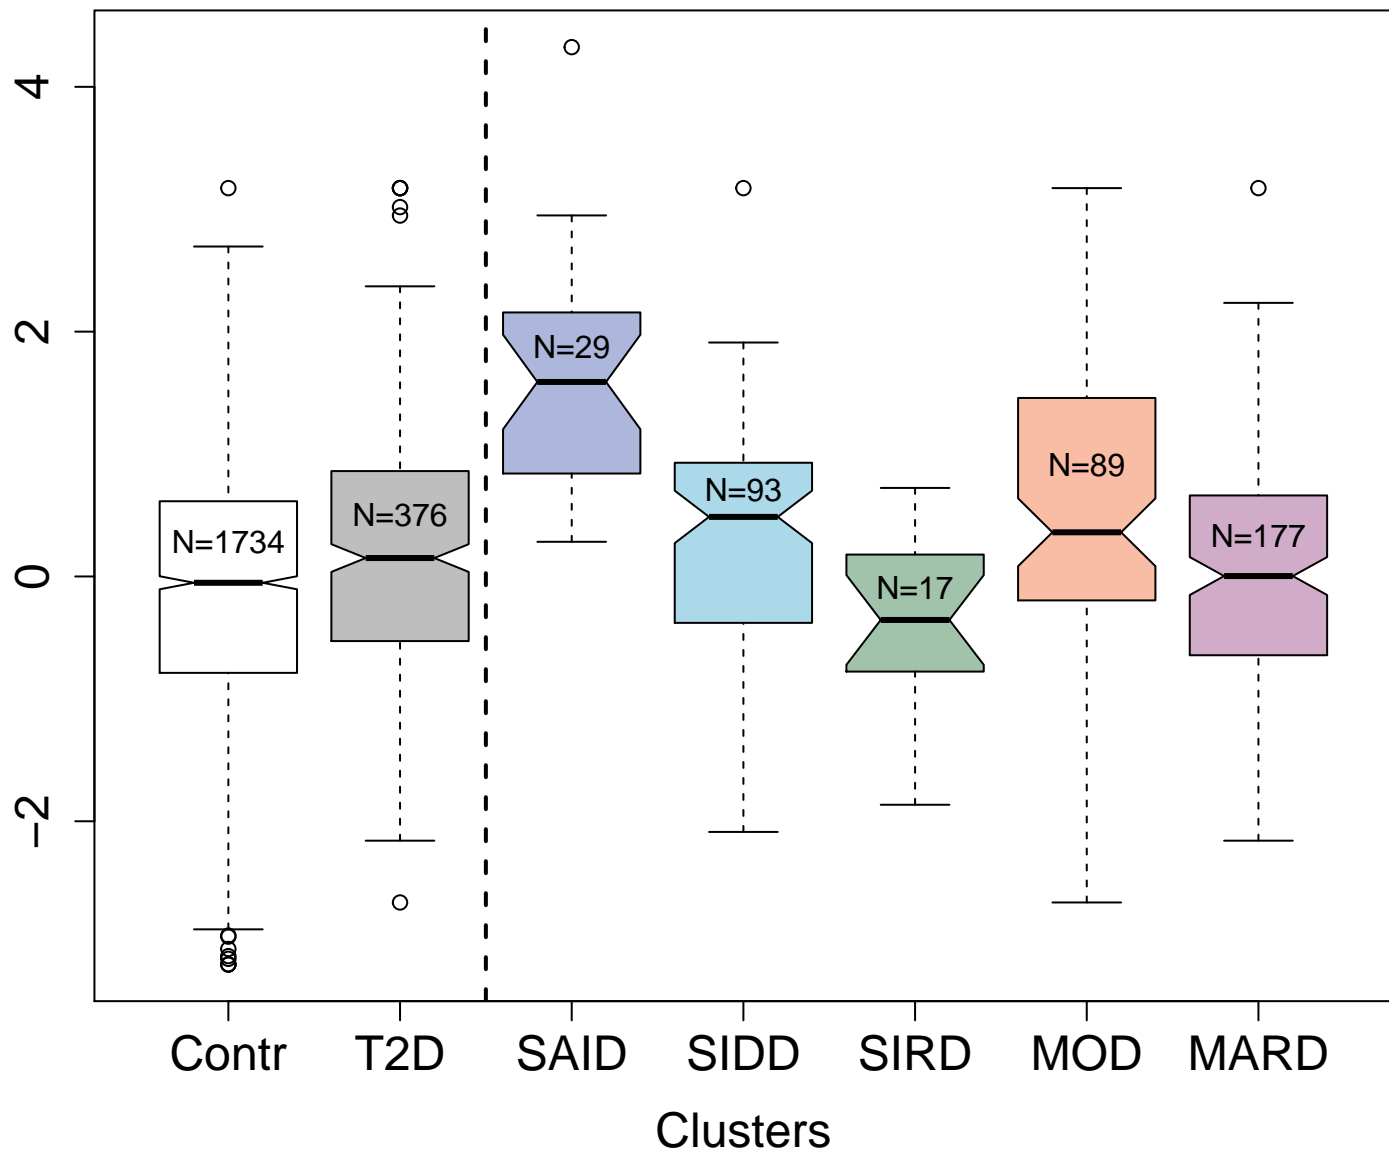 4
2
0
−2
N=1734
N=376
N=29
N=93
N=17
N=89
N=177
Contr T2D SAID SIDD SIRD MOD MARD
Clusters